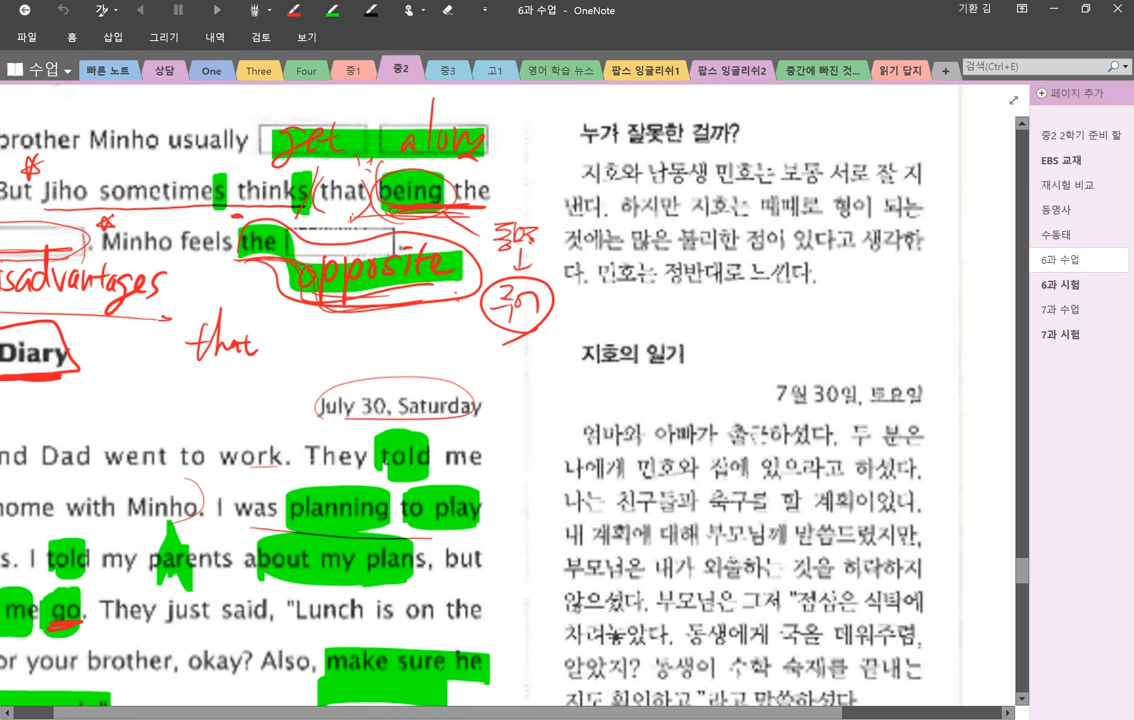 6과 수업 - OneNote
기환 김
파일 홈 삽입 그리기 내역 검토 보기
수업 빠른 노트 상담 One Three Four 중1 중2 중3 고1 영어 학습 뉴스 팝스 잉글리쉬1 팝스 잉글리쉬2 중간에 빠진 것... 읽기 답지 + 검색(Ctrl+E)
페이지 추가
중2 2학기 준비 할
EBS 교재
재시험 비교
동명사
수동태
6과 수업
6과 시험
7과 수업
7과 시험
brother Minho usually get along
But Jiho sometimes thinks that being the
Minho feels the
opposite
sadvantages
주어
that
Diary
July 30, Saturday
nd Dad went to work. They told me
home with Minho. I was planning to play
s. I told my parents about my plans, but
me go. They just said, "Lunch is on the
or your brother, okay? Also, make sure he
누가 잘못한 걸까?
지호와 남동생 민호는 보통 서로 잘 지
낸다. 하지만 지호는 때때로 형이 되는
것에는 많은 불리한 점이 있다고 생각한
다. 민호는 정반대로 느낀다.
지호의 일기
7월 30일, 토요일
엄마와 아빠가 출근하셨다. 두 분은
나에게 민호와 집에 있으라고 하셨다.
나는 친구들과 축구를 할 계획이었다.
내 계획에 대해 부모님께 말씀드렸지만,
부모님은 내가 외출하는 것을 허락하지
않으셨다. 부모님은 그저 "점심은 식탁에
차려놓았다. 동생에게 국을 데워주렴,
알았지? 동생이 수학 숙제를 끝내는
지도 확인하고"라고 말씀하셨다.